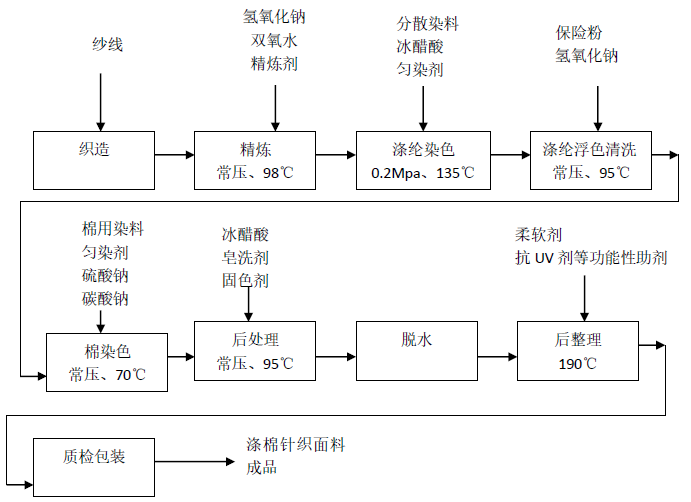 纱线
氢氧化钠
双氧水
精炼剂
分散染料
冰醋酸
匀染剂
保险粉
氢氧化钠
织造
精炼
常压、98℃
涤纶染色
0.2Mpa、135℃
涤纶浮色清洗
常压、95℃
棉用染料
匀染剂
硫酸钠
碳酸钠
冰醋酸
皂洗剂
固色剂
柔软剂
抗UV剂等功能性助剂
棉染色
常压、70℃
后处理
常压、95℃
脱水
后整理
190℃
质检包装
涤棉针织面料
成品